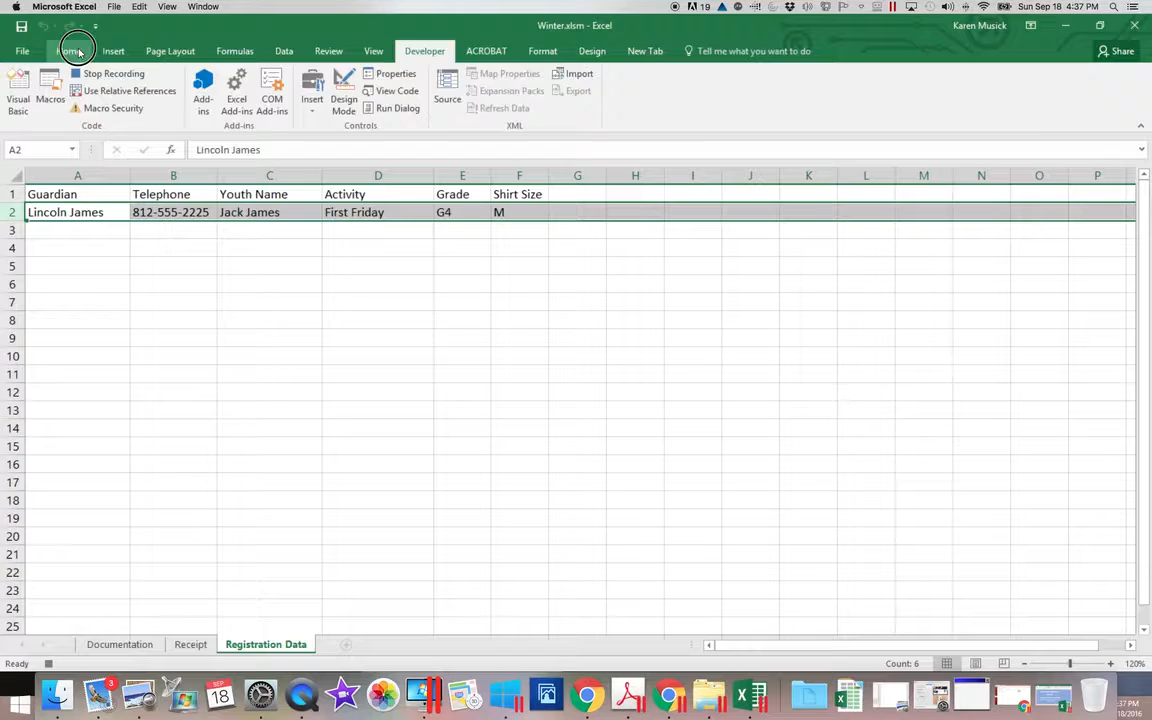 Microsoft Excel File Edit View Window 19 Sun Sep 18 4:37 PM
Winter.xlsm - Excel Karen Musick
File Home Insert Page Layout Formulas Data Review View Developer ACROBAT Format Design New Tab Tell me what you want to do Share
Visual Basic
Macros
Stop Recording
Use Relative References
Macro Security
Code
Add-ins
Excel Add-ins
COM Add-ins
Add-ins
Insert
Design Mode
Properties
View Code
Run Dialog
Controls
Source
Map Properties
Expansion Packs
Refresh Data
Import
Export
XML
A2 fx Lincoln James
A B C D E F G H I J K L M N O P
1 Guardian Telephone Youth Name Activity Grade Shirt Size
2 Lincoln James 812-555-2225 Jack James First Friday G4 M
3
4
5
6
7
8
9
10
11
12
13
14
15
16
17
18
19
20
21
22
23
24
25
Documentation Receipt Registration Data
Ready Count: 6 120%
3
SEP
18